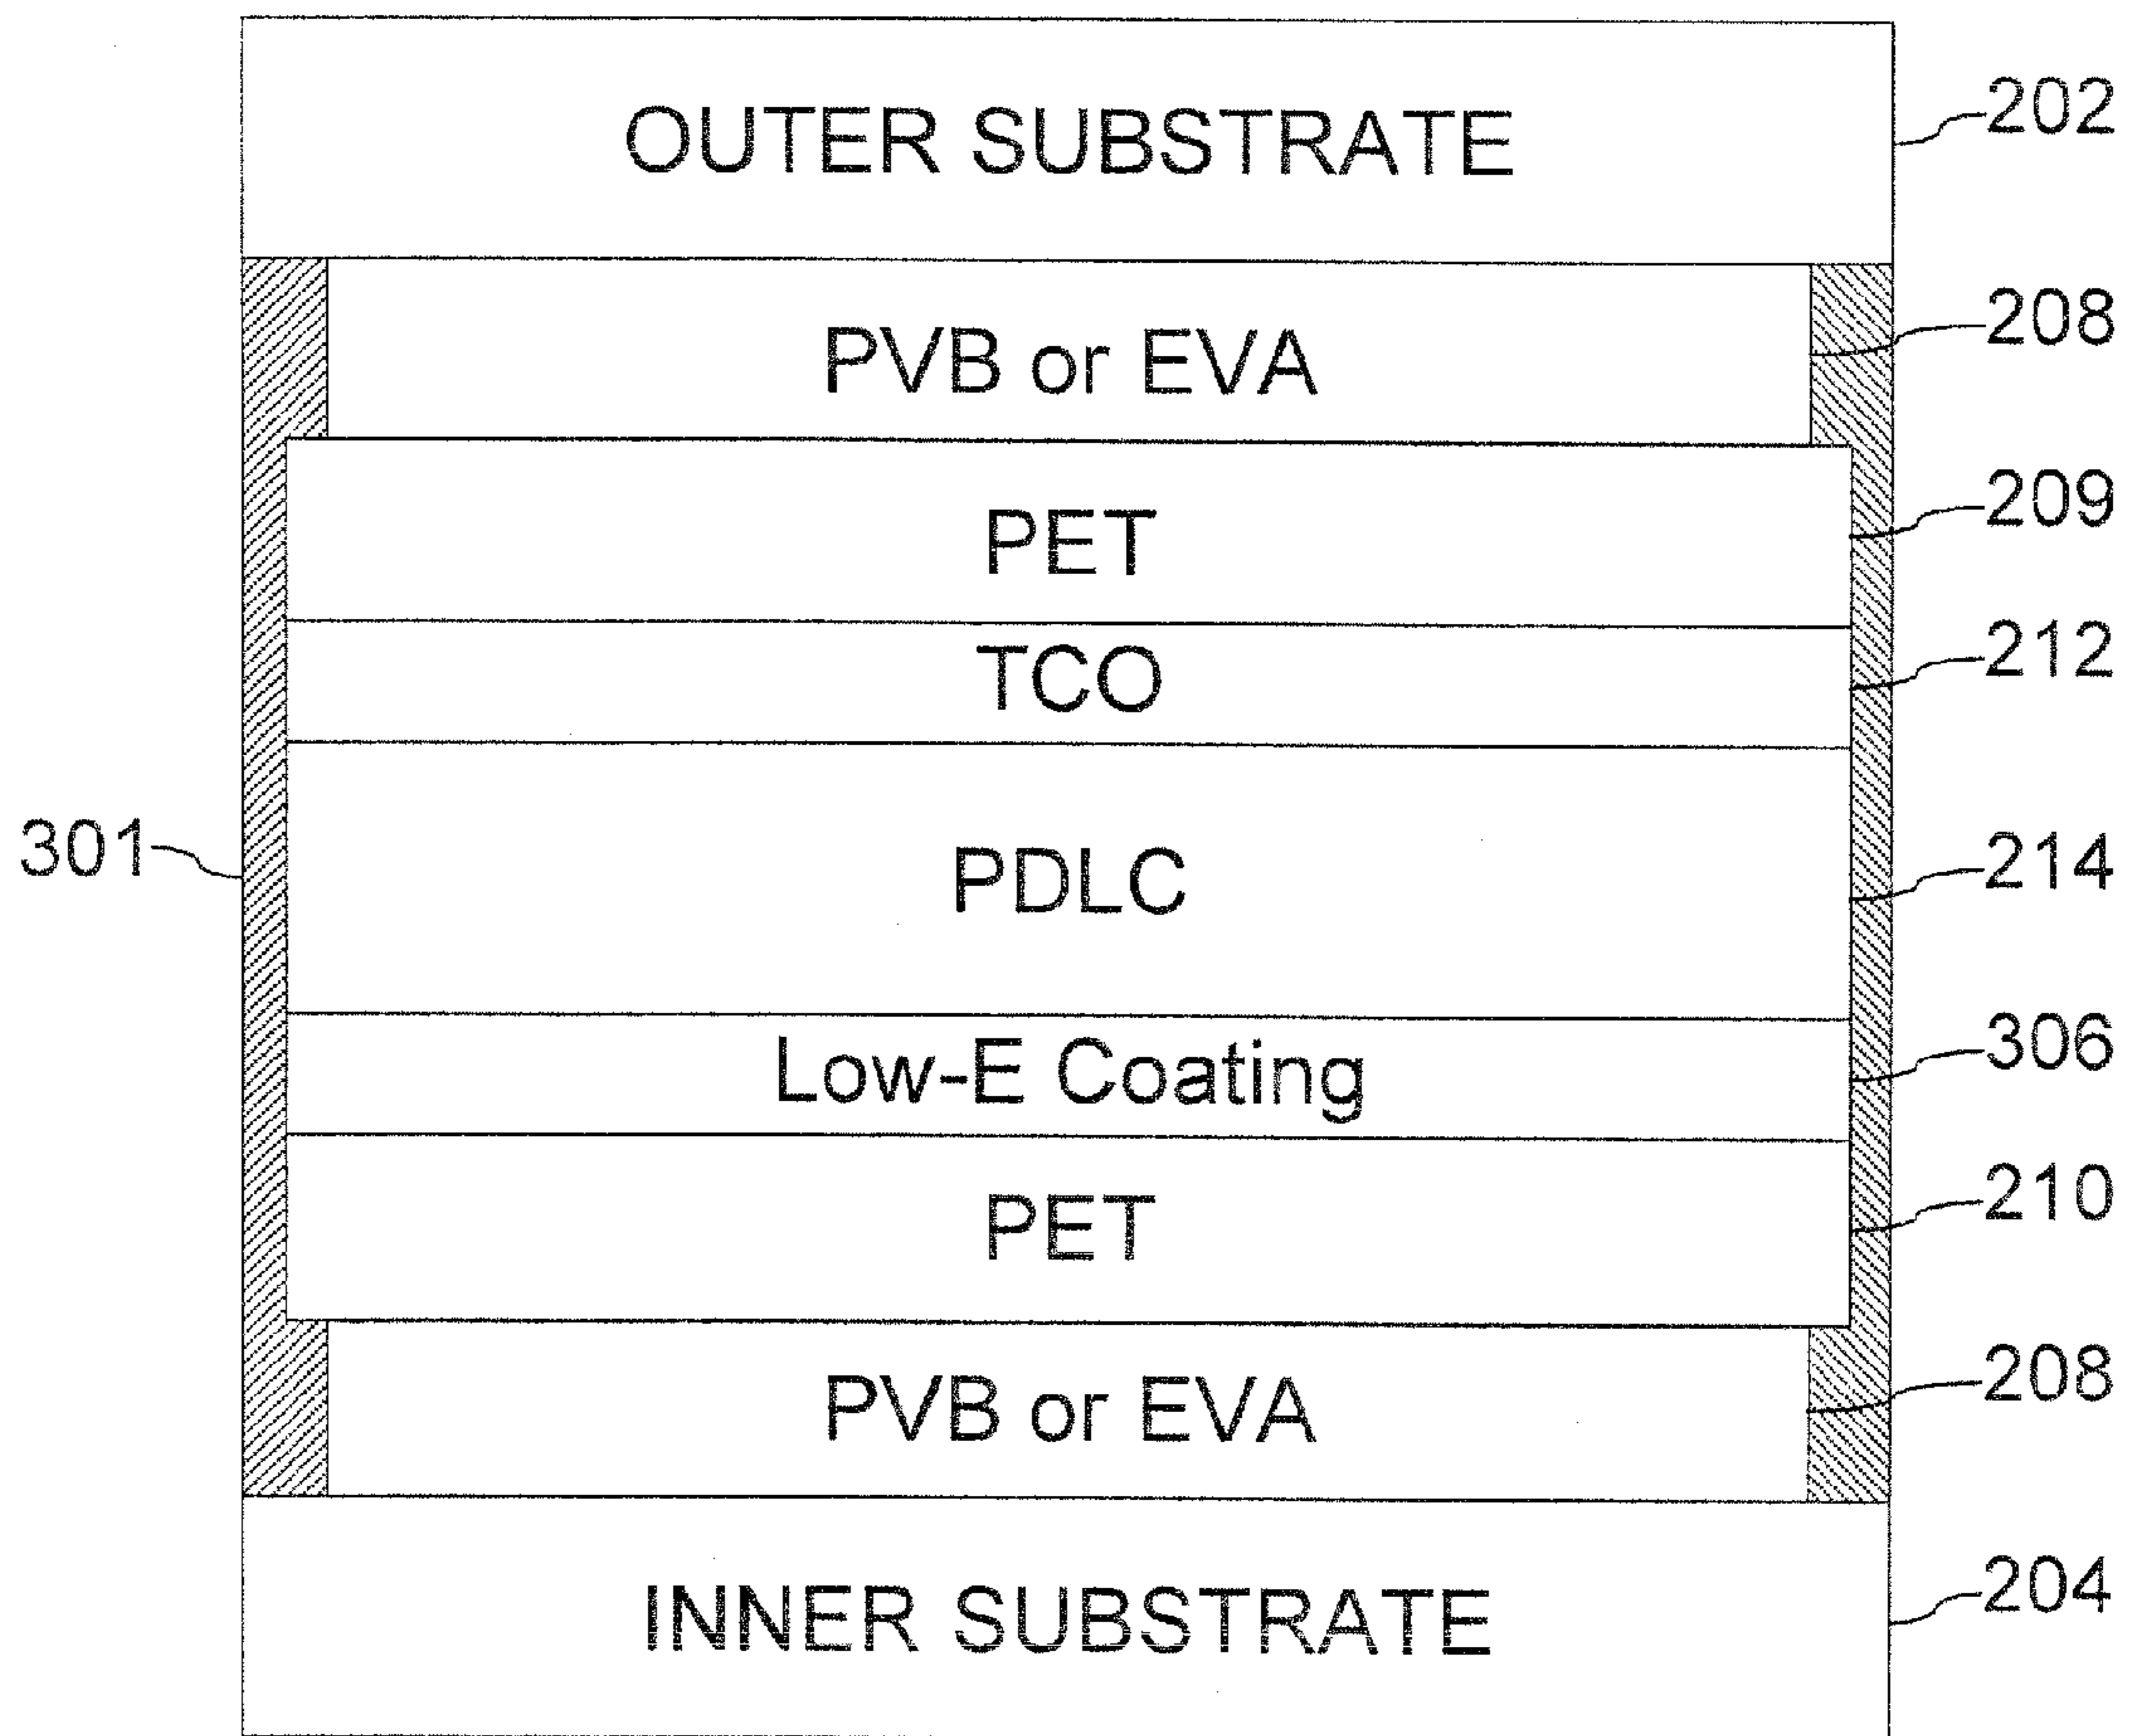 OUTER SUBSTRATE
202
PVB or EVA
208
PET
209
TCO
212
301
PDLC
214
Low-E Coating
306
PET
210
PVB or EVA
208
INNER SUBSTRATE
204